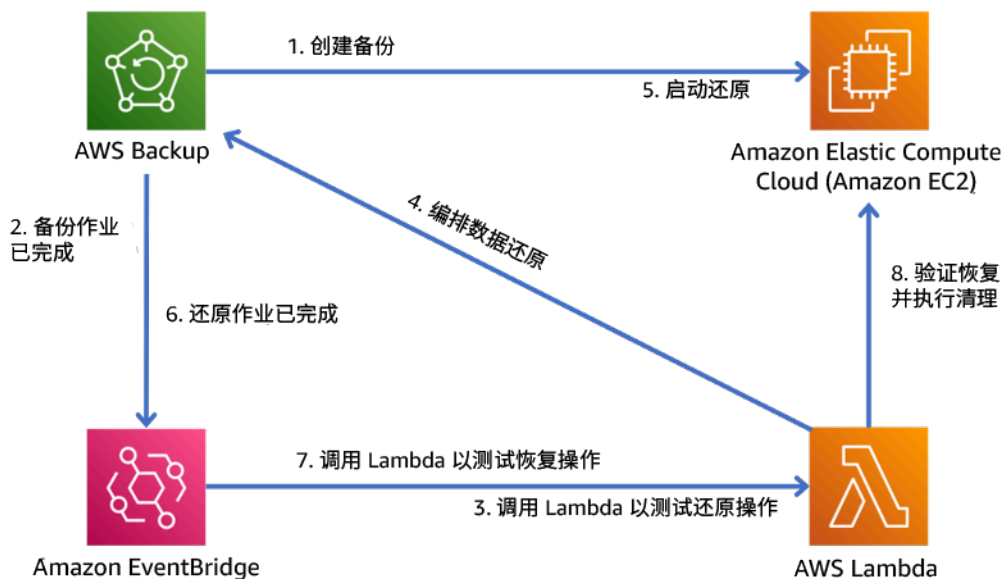 1. 创建备份
5. 启动还原
AWS Backup
Amazon Elastic Compute
Cloud (Amazon EC2)
4. 编排数据还原
2. 备份作业
已完成
6. 还原作业已完成
8. 验证恢复
并执行清理
7. 调用 Lambda 以测试恢复操作
3. 调用 Lambda 以测试还原操作
Amazon EventBridge
AWS Lambda